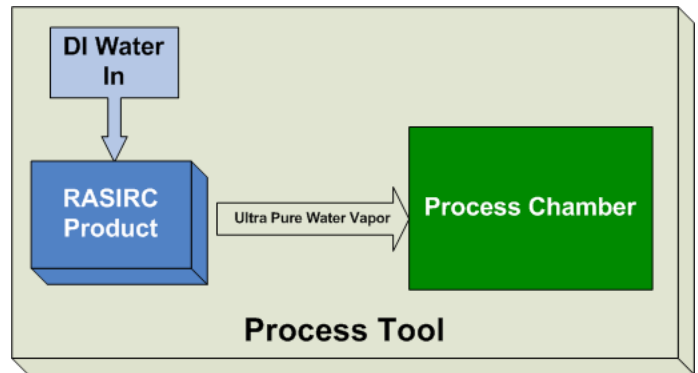 DI Water
In
RASIRC
Product
Ultra Pure Water Vapor
Process Chamber
Process Tool